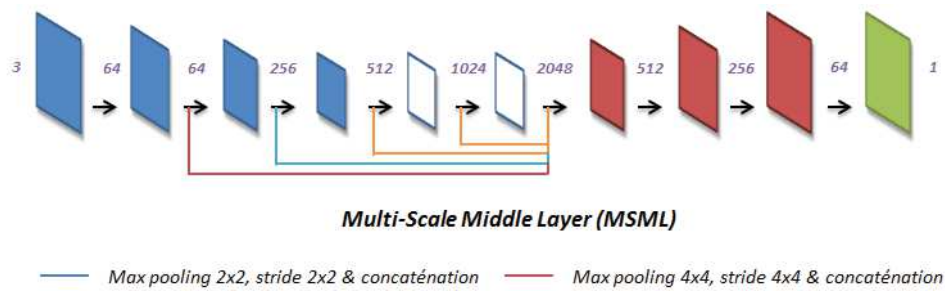 3 64 64 256 512 1024 2048 512 256 64 1
Multi-Scale Middle Layer (MSML)
Max pooling 2x2, stride 2x2 & concaténation Max pooling 4x4, stride 4x4 & concaténation